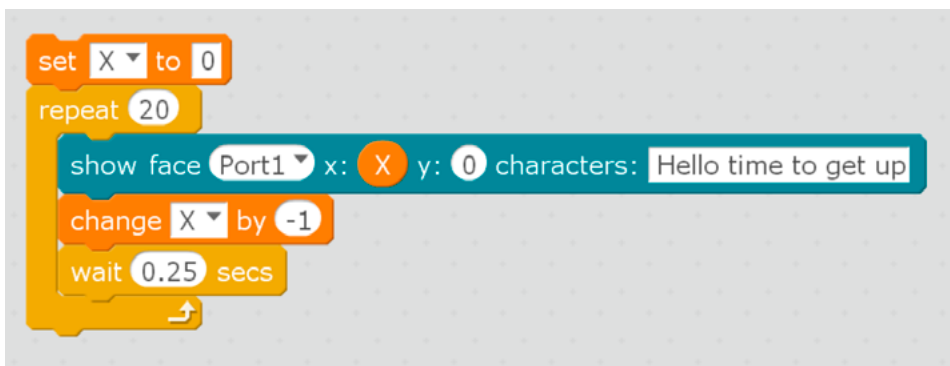 set X to 0
repeat 20
show face Port1 x: X y: 0 characters: Hello time to get up
change X by -1
wait 0.25 secs